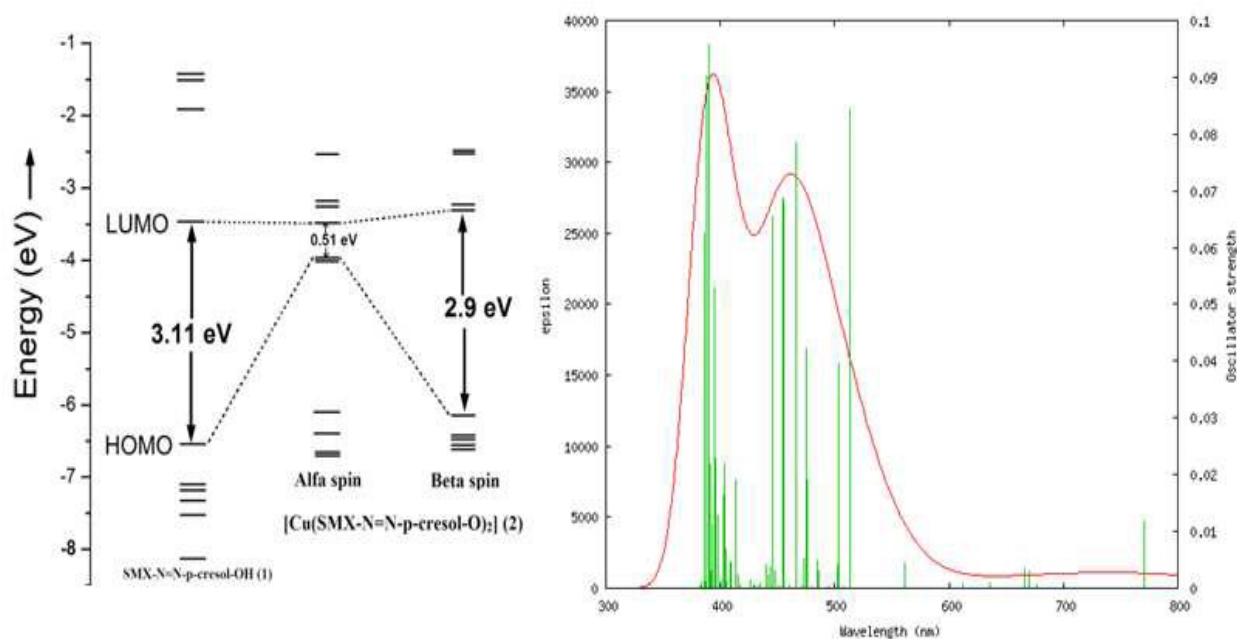 -1
-2
-3
-4
-5
-6
-7
-8
Energy (eV)
LUMO
HOMO
3.11 eV
0.51 eV
2.9 eV
Alfa spin
Beta spin
[Cu(SMX-N=N-p-cresol-O)₂] (2)
SMX-N=N-p-cresol-OH (1)
40000
35000
30000
25000
20000
15000
10000
5000
0
epsilon
300
400
500
600
700
800
Wavelength (nm)
0.1
0.09
0.08
0.07
0.06
0.05
0.04
0.03
0.02
0.01
0
Oscillator strength